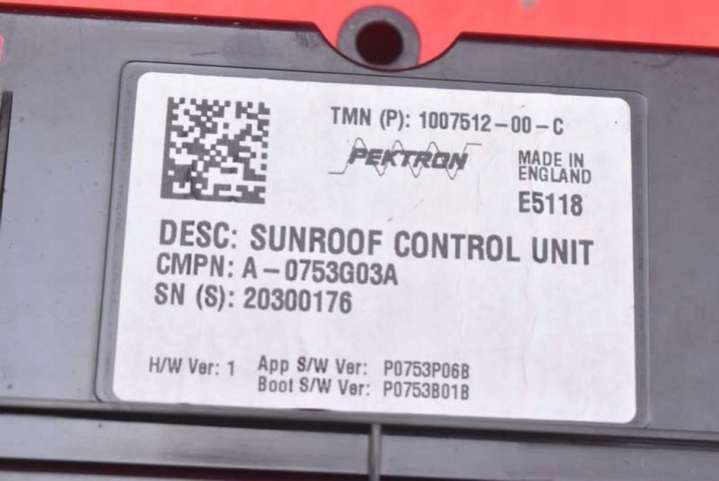 TMN (P): 1007512-00-C
PEKTRON
MADE IN
ENGLAND
E5118
DESC: SUNROOF CONTROL UNIT
CMPN: A-0753G03A
SN (S): 20300176
H/W Ver: 1 App S/W Ver: P0753P06B
Boot S/W Ver: P0753B01B